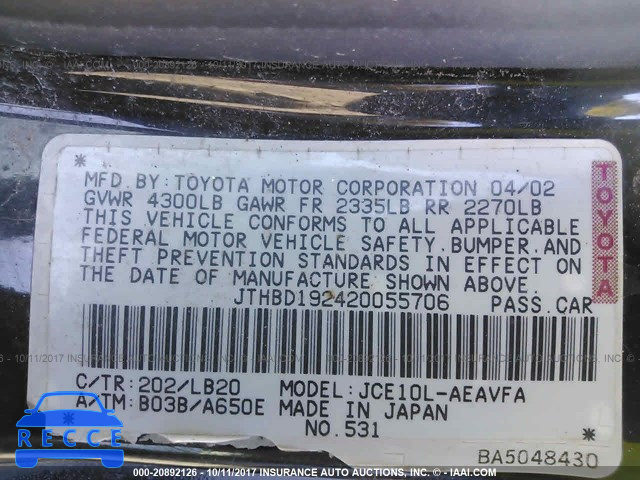 MFD.BY:TOYOTA MOTOR CORPORATION 04/02
GVWR 4300LB GAWR FR 2335LB RR 2270LB
THIS VEHICLE CONFORMS TO ALL APPLICABLE
FEDERAL MOTOR VEHICLE SAFETY.BUMPER.AND
THEFT PREVENTION STANDARDS IN EFFECT ON
THE DATE OF MANUFACTURE SHOWN ABOVE.
JTHBD192420055706 PASS.CAR
TOYOTA
C/TR:202/LB20 MODEL:JCE10L-AEAVFA
A/TM:B03B/A650E MADE IN JAPAN
NO.531
BA5048430
000-20892126 - 10/11/2017 INSURANCE AUTO AUCTIONS, INC. - IAAI.COM